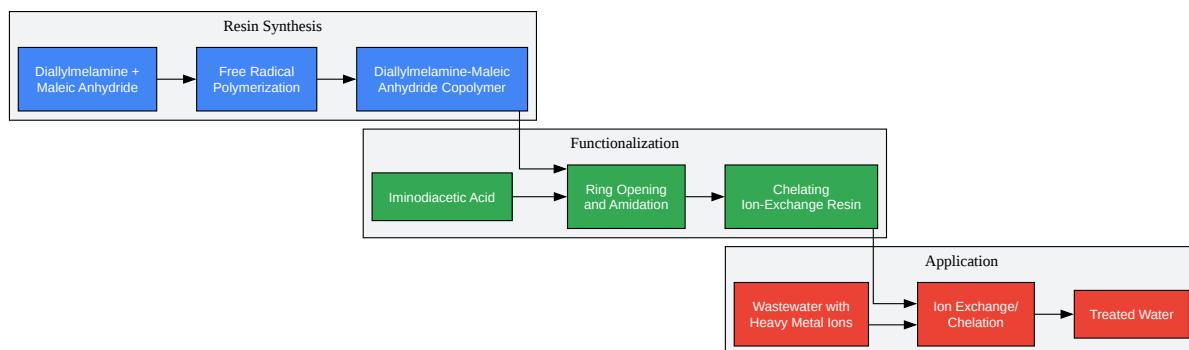 Resin Synthesis
Diallylmelamine +
Maleic Anhydride
Free Radical
Polymerization
Diallylmelamine-Maleic
Anhydride Copolymer
Functionalization
Iminodiacetic Acid
Ring Opening
and Amidation
Chelating
Ion-Exchange Resin
Application
Wastewater with
Heavy Metal Ions
Ion Exchange/
Chelation
Treated Water